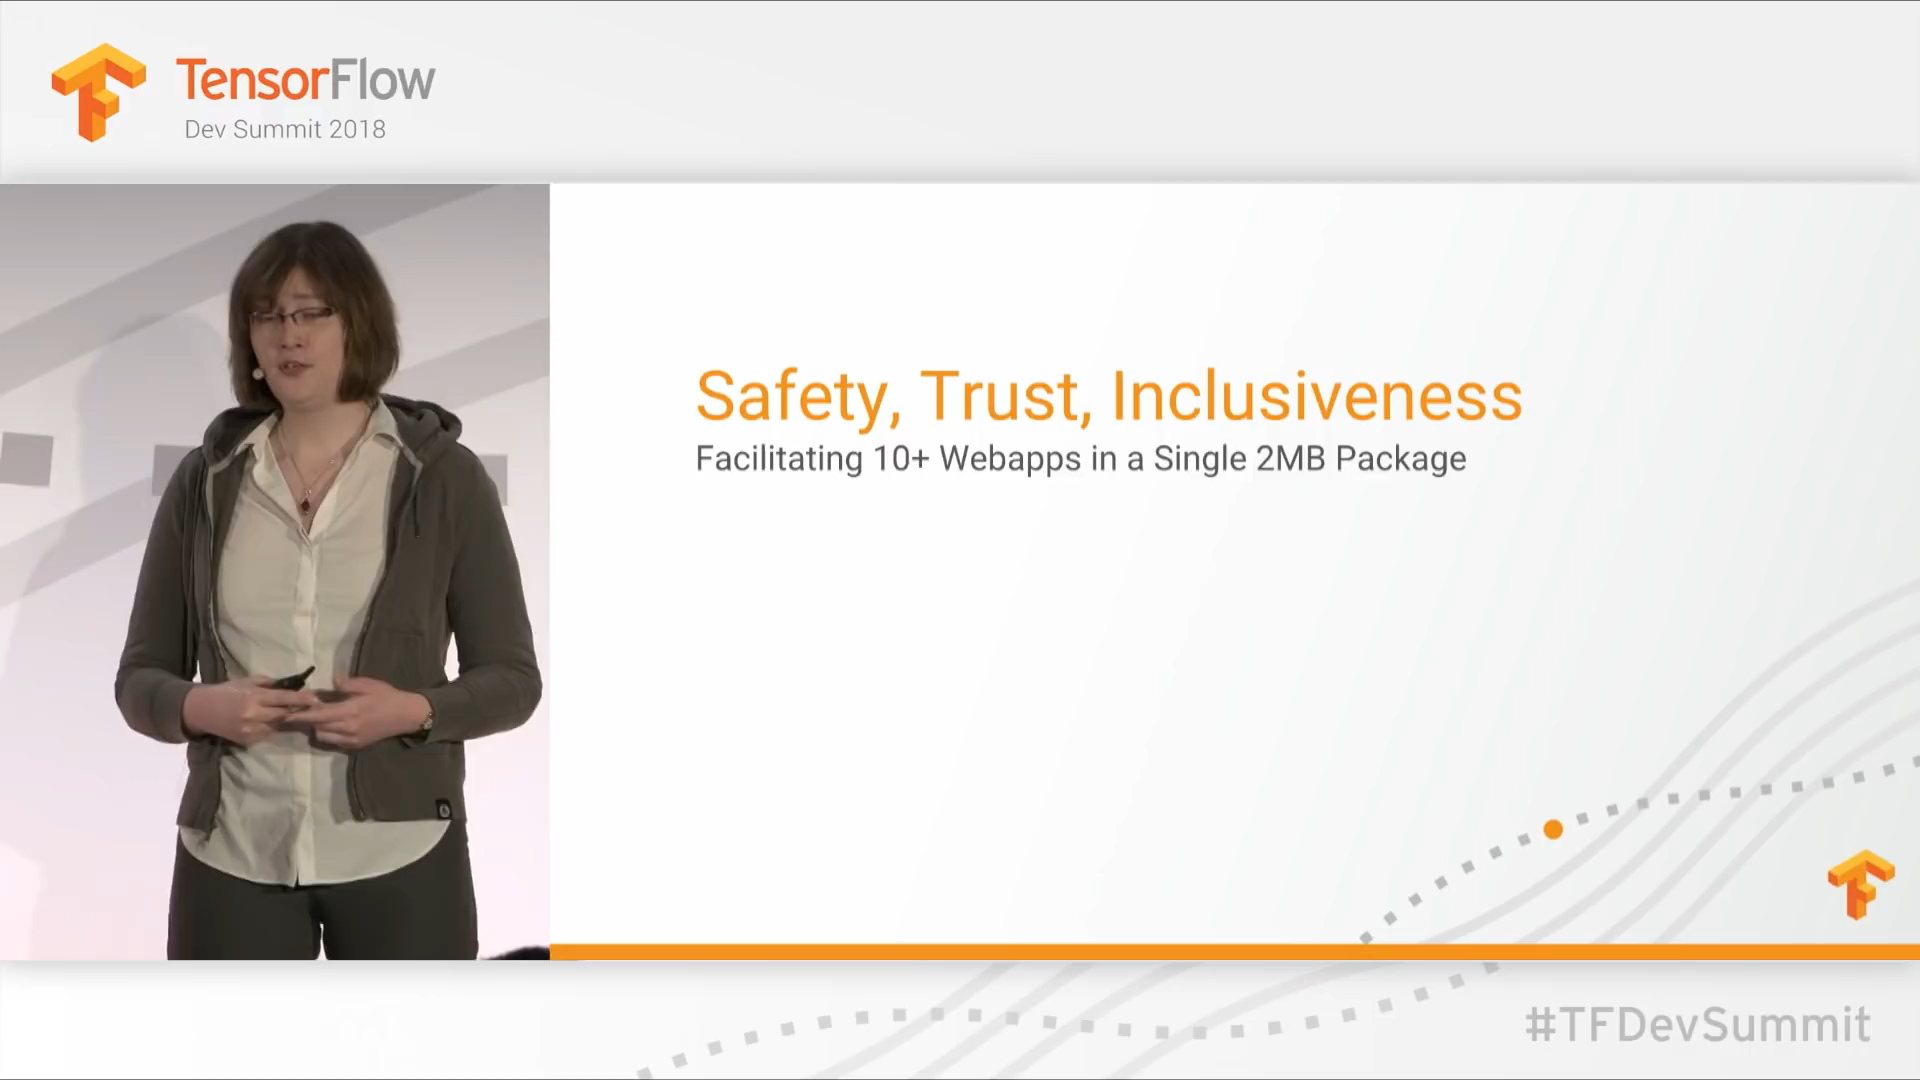 TensorFlow
Dev Summit 2018
Safety, Trust, Inclusiveness
Facilitating 10+ Webapps in a Single 2MB Package
#TFDevSummit